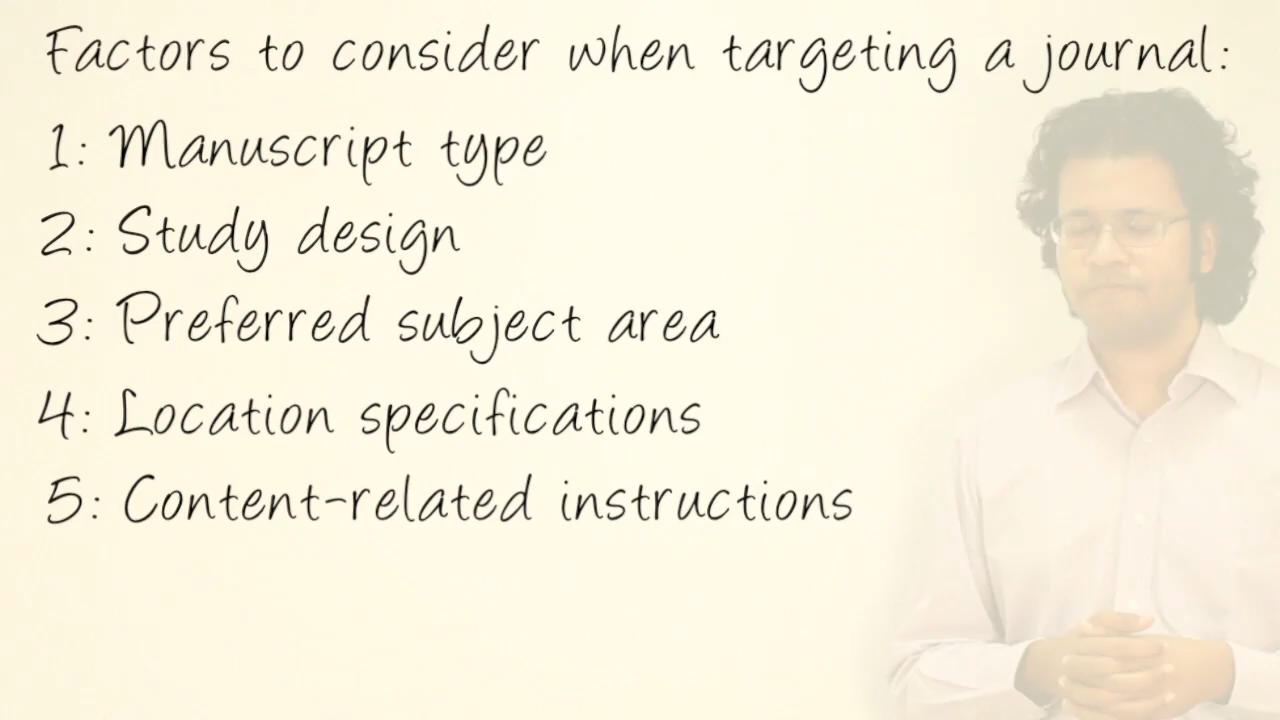 Factors to consider when targeting a journal:
1: Manuscript type
2: Study design
3: Preferred subject area
4: Location specifications
5: Content-related instructions